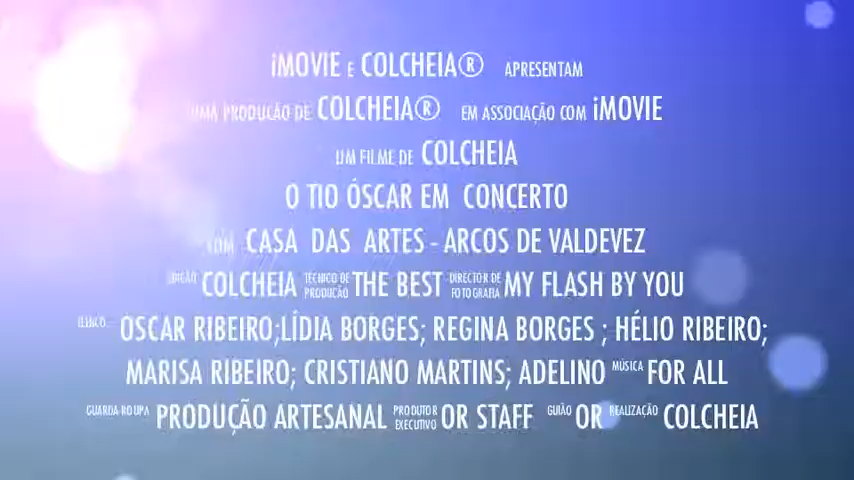 iMOVIE E COLCHEIA® APRESENTAM
UMA PRODUCÃO DE COLCHEIA® EM ASSOCIAÇÃO COM iMOVIE
UM FILME DE COLCHEIA
O TIO ÓSCAR EM CONCERTO
COM CASA DAS ARTES - ARCOS DE VALDEVEZ
COLCHEIA TÉCNICO DE PRODUÇÃO THE BEST DIRECTOR DE FOTOGRAFIA MY FLASH BY YOU
ELENCO OSCAR RIBEIRO;LÍDIA BORGES; REGINA BORGES ; HÉLIO RIBEIRO;
MARISA RIBEIRO; CRISTIANO MARTINS; ADELINO MÚSICA FOR ALL
GUARDA-ROUPA PRODUÇÃO ARTESANAL PRODUTOR EXECUTIVO OR STAFF GUIÃO OR REALIZAÇÃO COLCHEIA